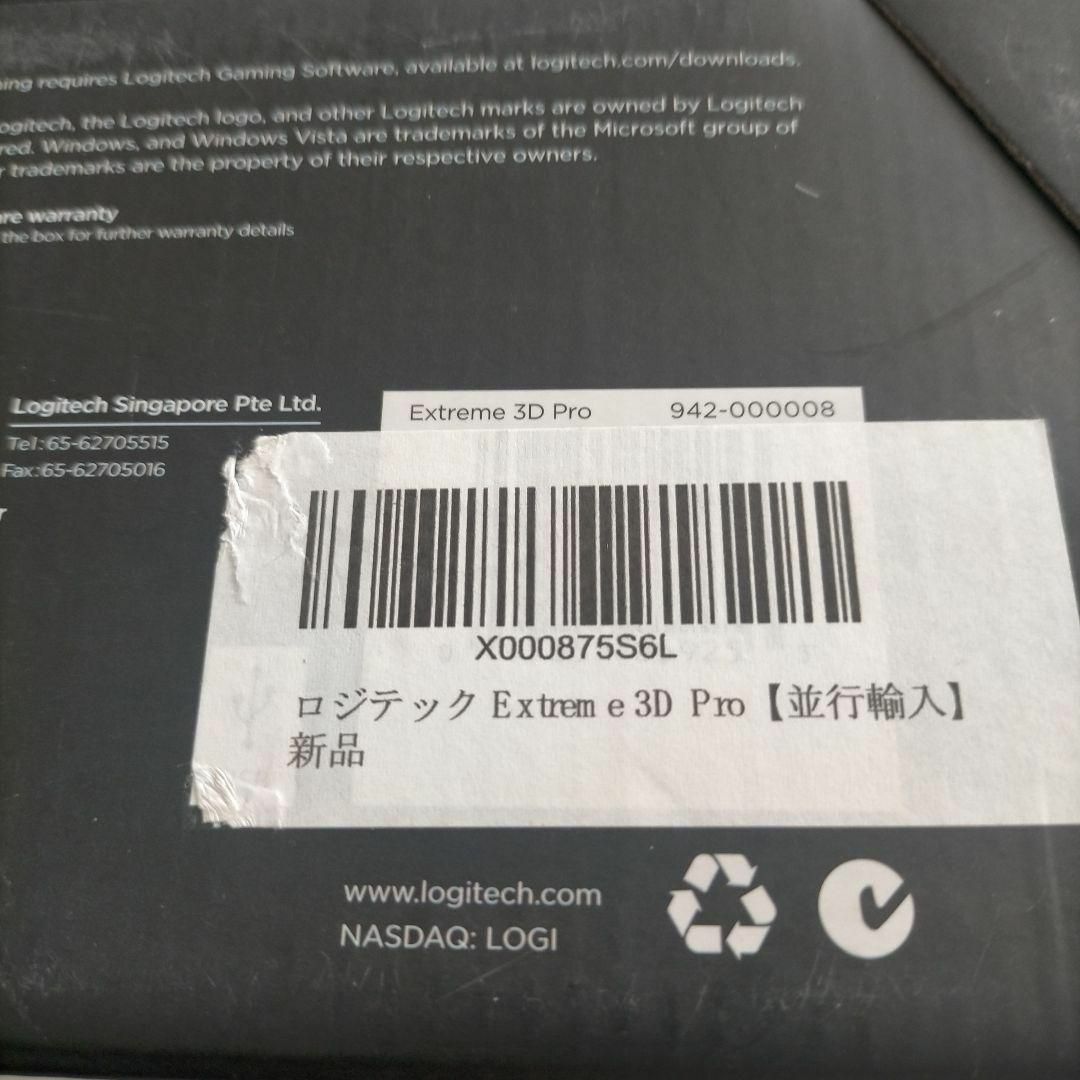 requires Logitech Gaming Software, available at logitech.com/downloads.
the Logitech logo, and other Logitech marks are owned by Logitech
Windows, and Windows Vista are trademarks of the Microsoft group of
trademarks are the property of their respective owners.
warranty
the box for further warranty details
Logitech Singapore Pte Ltd.
Tel:65-62705515
Fax:65-62705016
Extreme 3D Pro 942-000008
X000875S6L
ロジテック Extreme 3D Pro【並行輸入】
新品
www.logitech.com
NASDAQ: LOGI